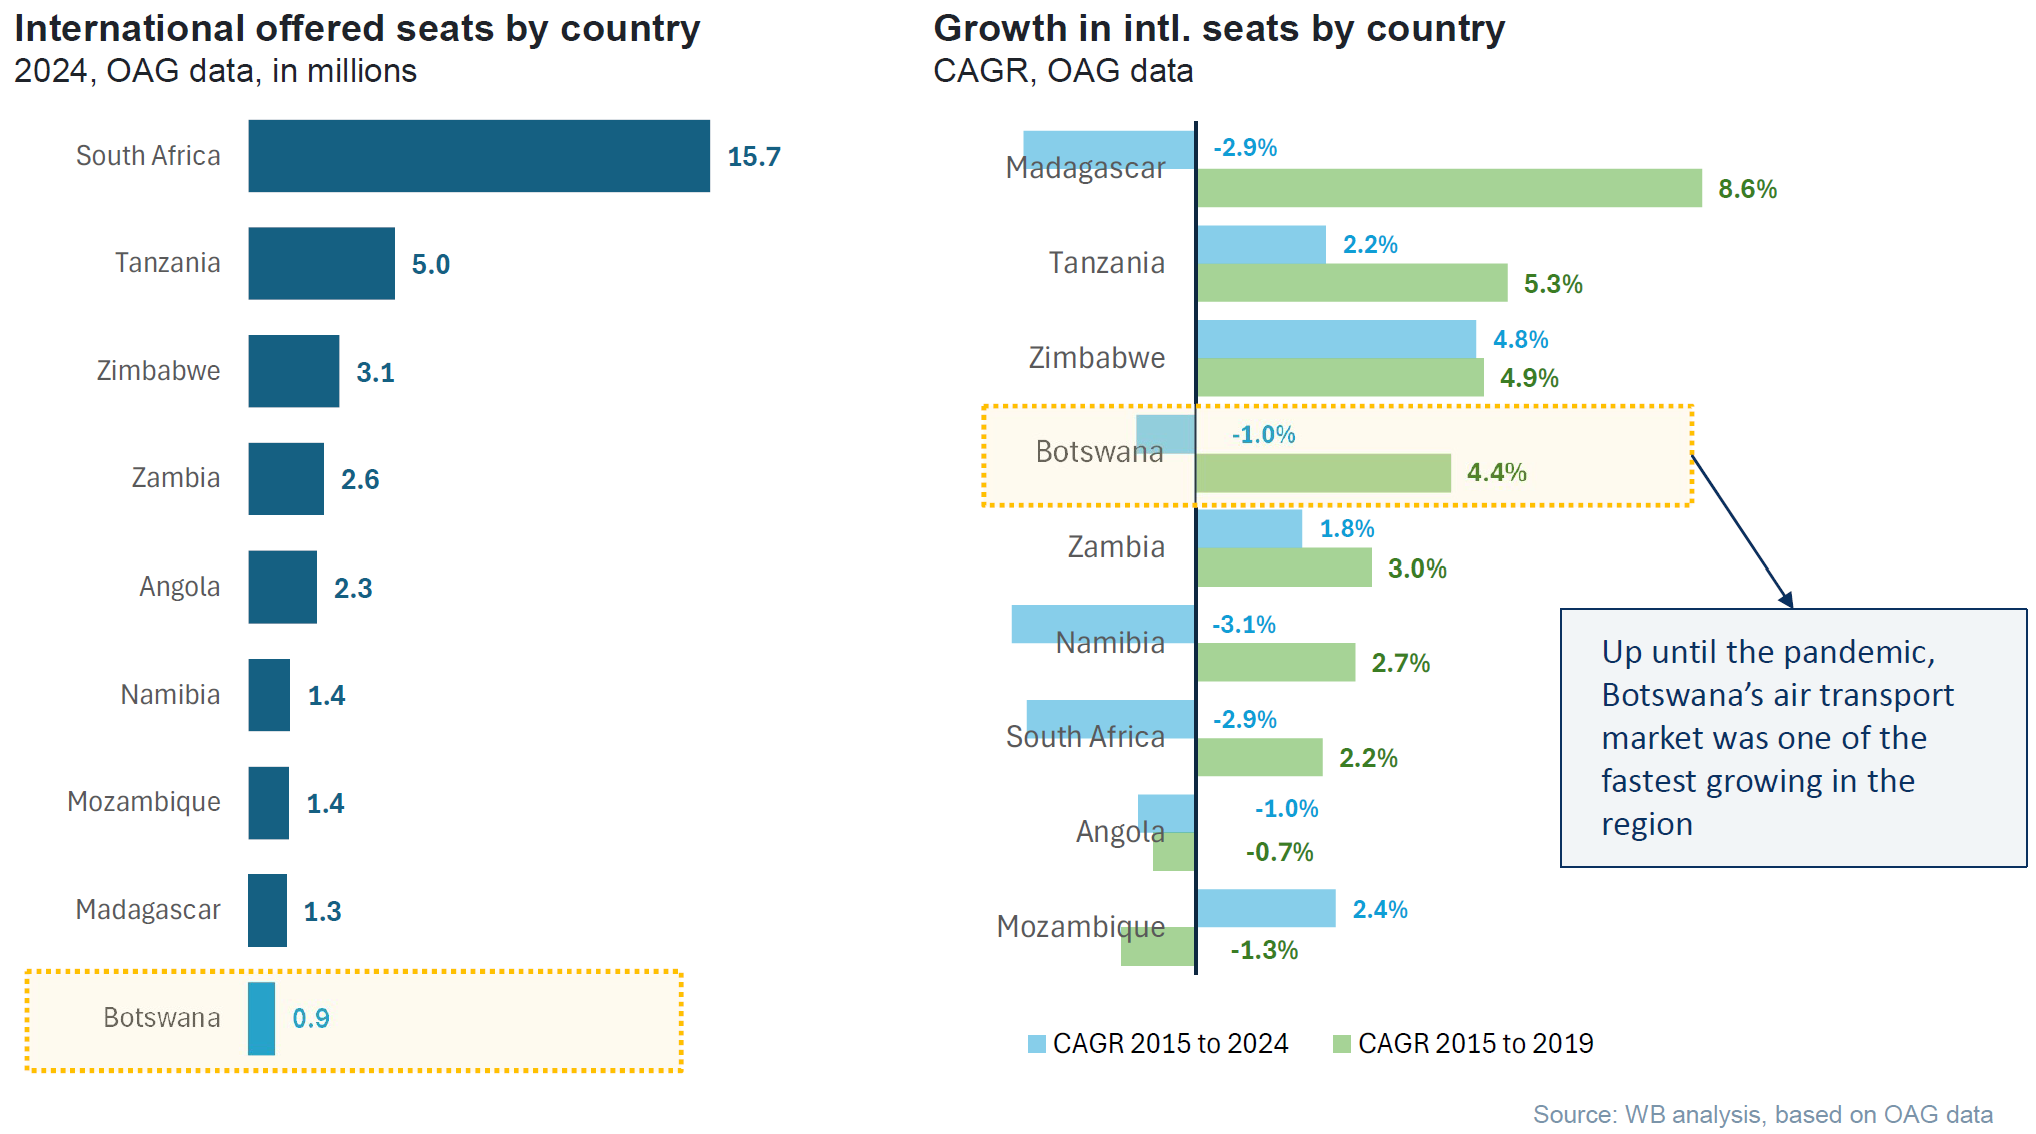 International offered seats by country
2024, OAG data, in millions
South Africa 15.7
Tanzania 5.0
Zimbabwe 3.1
Zambia 2.6
Angola 2.3
Namibia 1.4
Mozambique 1.4
Madagascar 1.3
Botswana 0.9
Growth in intl. seats by country
CAGR, OAG data
-2.9%
Madagascar
8.6%
2.2%
Tanzania
5.3%
4.8%
Zimbabwe
4.9%
-1.0%
Botswana
4.4%
1.8%
Zambia
3.0%
-3.1%
Namibia
2.7%
-2.9%
South Africa
2.2%
-1.0%
Angola
-0.7%
2.4%
Mozambique
-1.3%
CAGR 2015 to 2024 CAGR 2015 to 2019
Up until the pandemic,
Botswana’s air transport
market was one of the
fastest growing in the
region
Source: WB analysis, based on OAG data